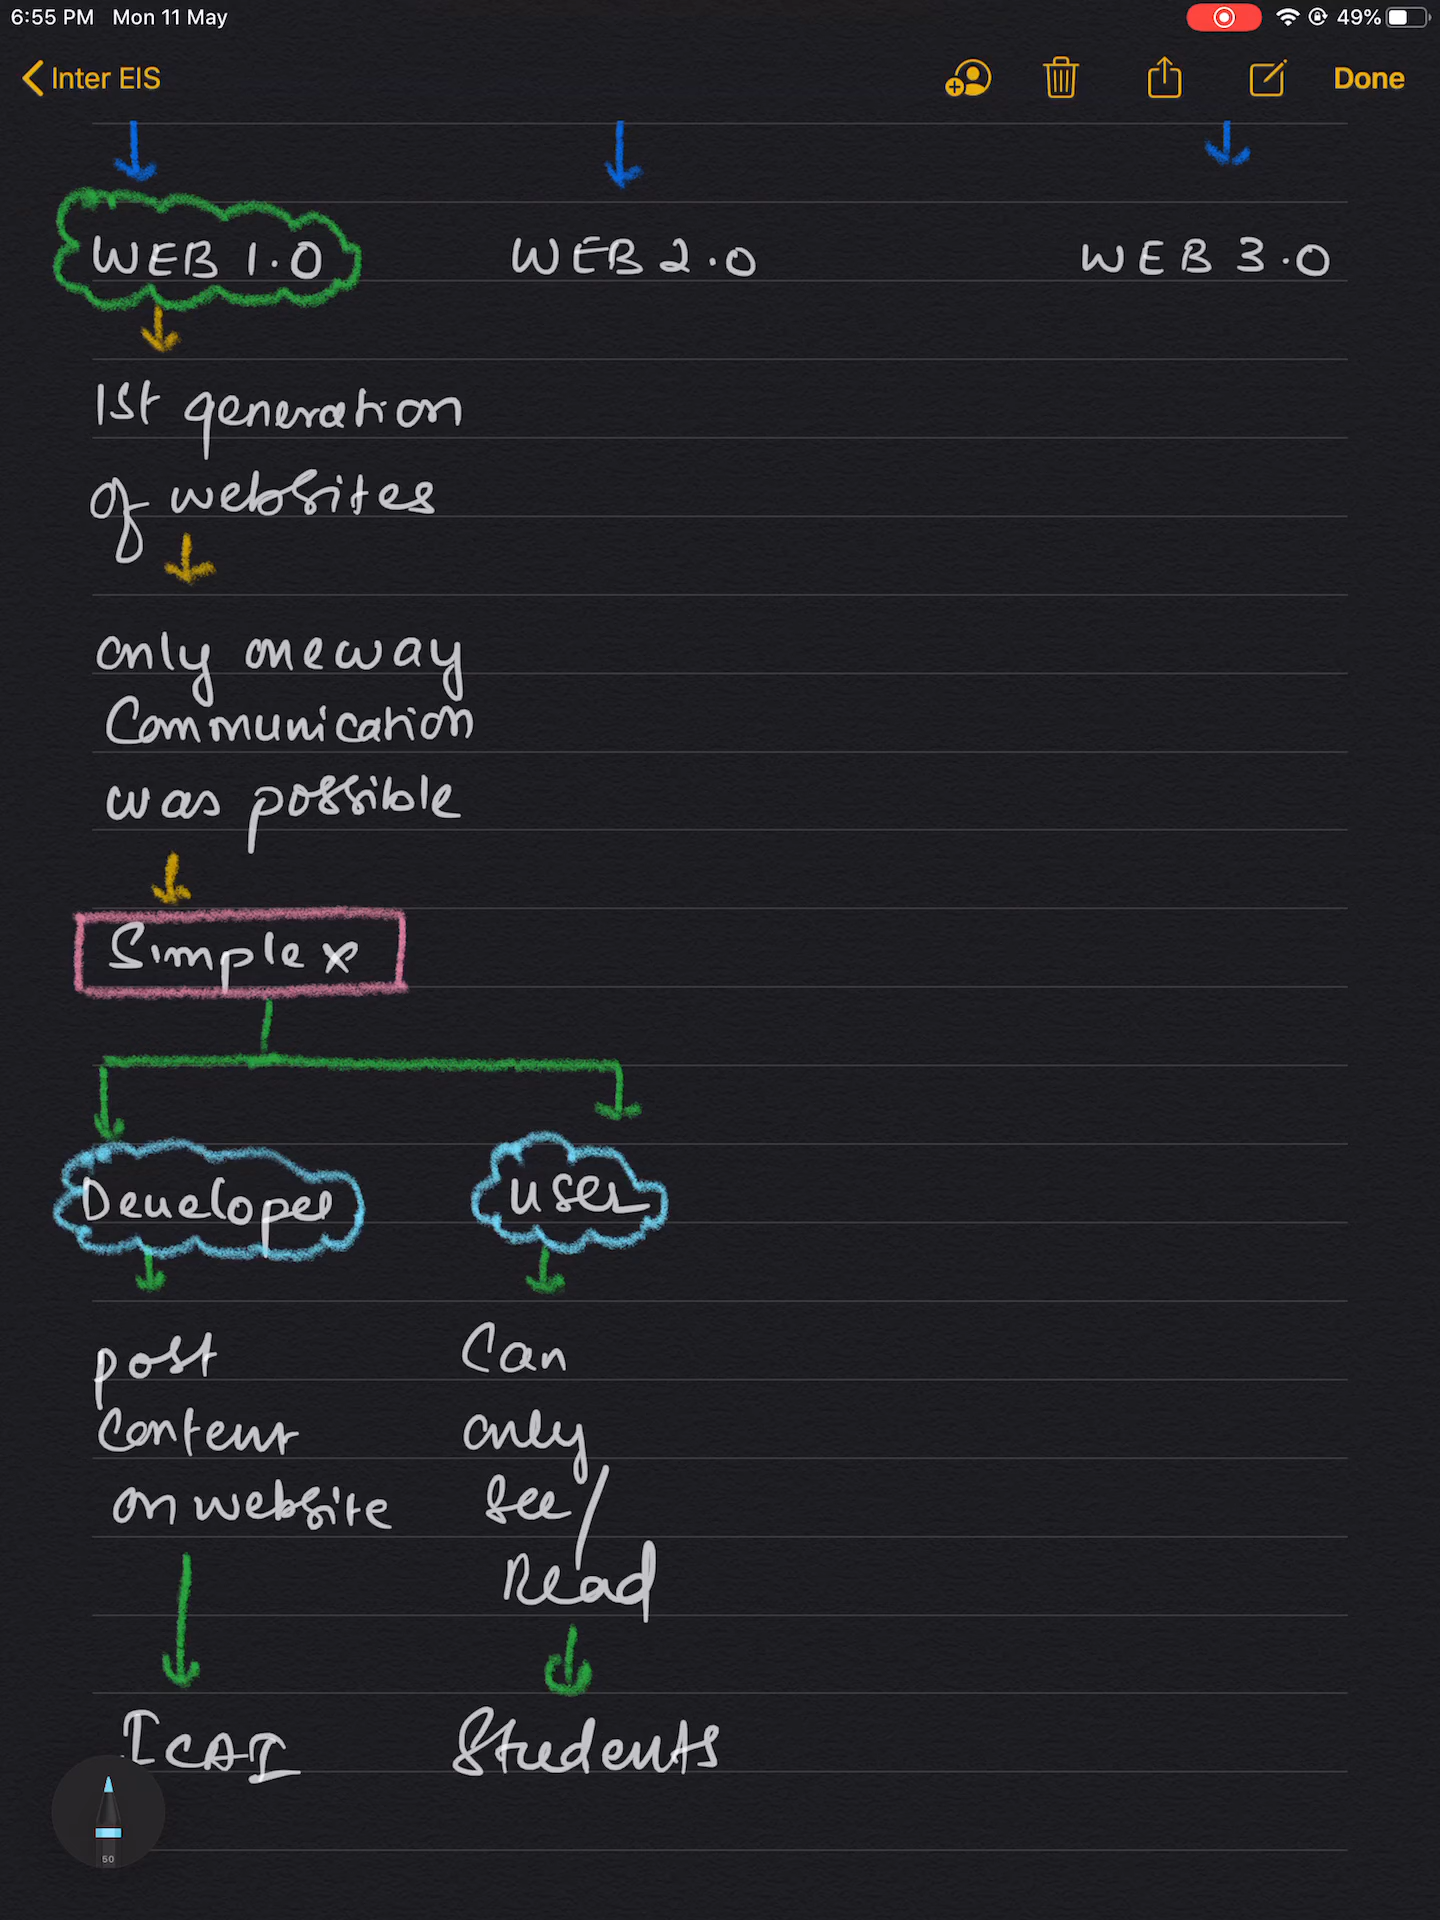 6:55 PM Mon 11 May 49%
Inter EIS Done
WEB 1.0 WEB 2.0 WEB 3.0
1st generation
of websites
only one way
Communication
was possible
Simplex
Developer User
post Can
Content only
on website see/
Read
ICAI Students
50